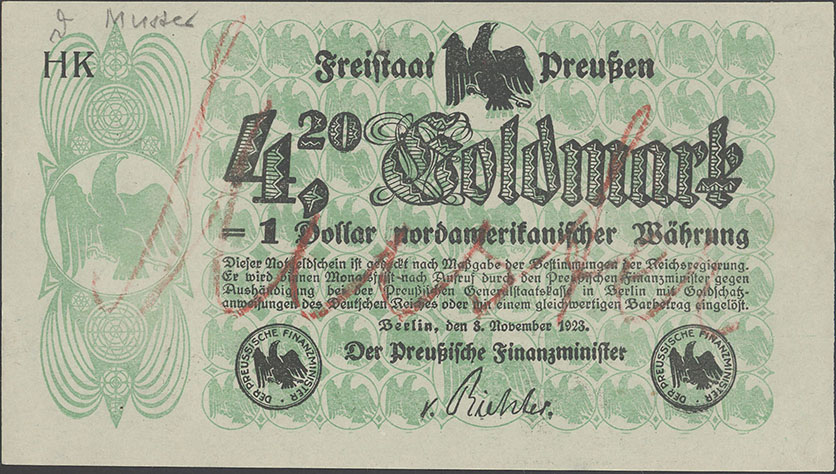 Muster
HK
Freistaat Preußen
4,20 Goldmark
= 1 Dollar nordamerikanischer Währung
Dieser Notgeldschein ist gedeckt nach Maßgabe der Bestimmungen der Reichsregierung.
Er wird binnen Monatsfrist nach Aufruf durch den Preußischen Finanzminister gegen
Aushändigung bei der Preußischen Generalstaatskasse in Berlin mit Goldschatz-
anweisungen des Deutschen Reiches oder mit einem gleichwertigen Barbetrag eingelöst.
Berlin, den 8. November 1923.
Der Preußische Finanzminister
v. Richter.
DER PREUSSISCHE FINANZMINISTER
DER PREUSSISCHE FINANZMINISTER
Muster